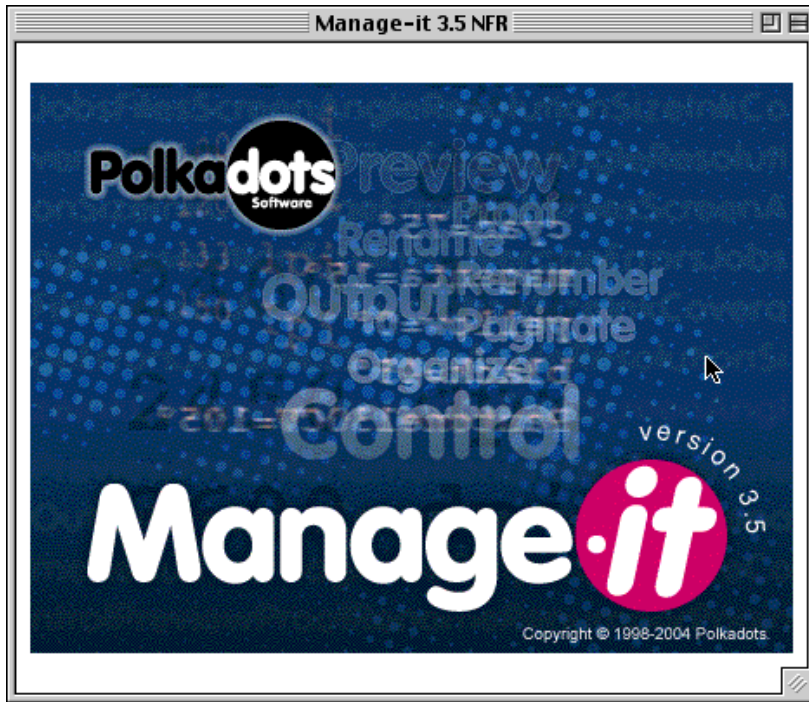 Manage-it 3.5 NFR
Polkadots
Software
Preview
Proof
Rename
Renumber
Output
Paginate
Organizer
Control
version 3.5
Manage·it
Copyright © 1998-2004 Polkadots.